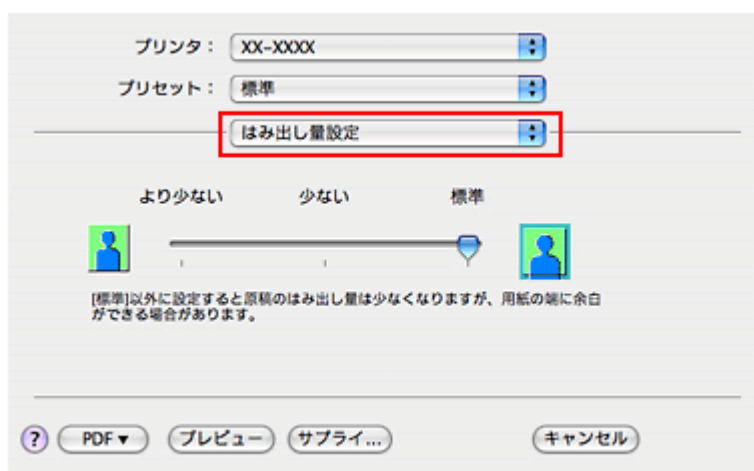 プリンタ： XX-XXXX
プリセット： 標準
はみ出し量設定
より少ない 少ない 標準
[標準]以外に設定すると原稿のはみ出し量は少なくなりますが、用紙の端に余白
ができる場合があります。
? PDF▼ プレビュー サプライ... キャンセル